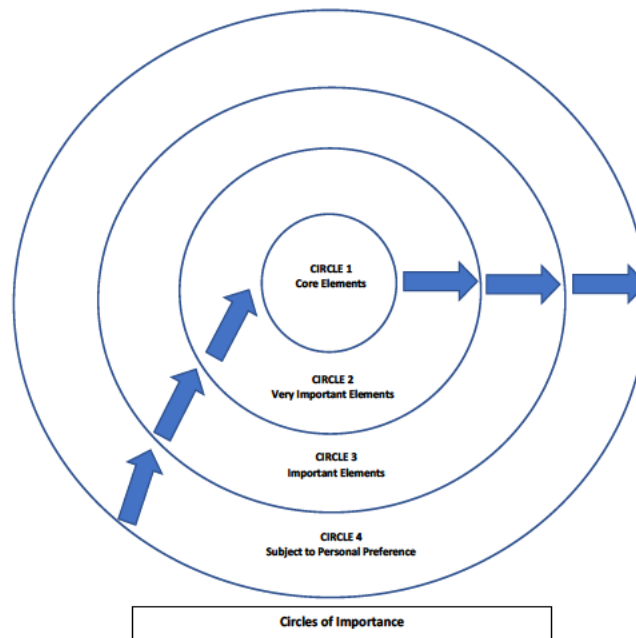 CIRCLE 1
Core Elements
CIRCLE 2
Very Important Elements
CIRCLE 3
Important Elements
CIRCLE 4
Subject to Personal Preference
Circles of Importance